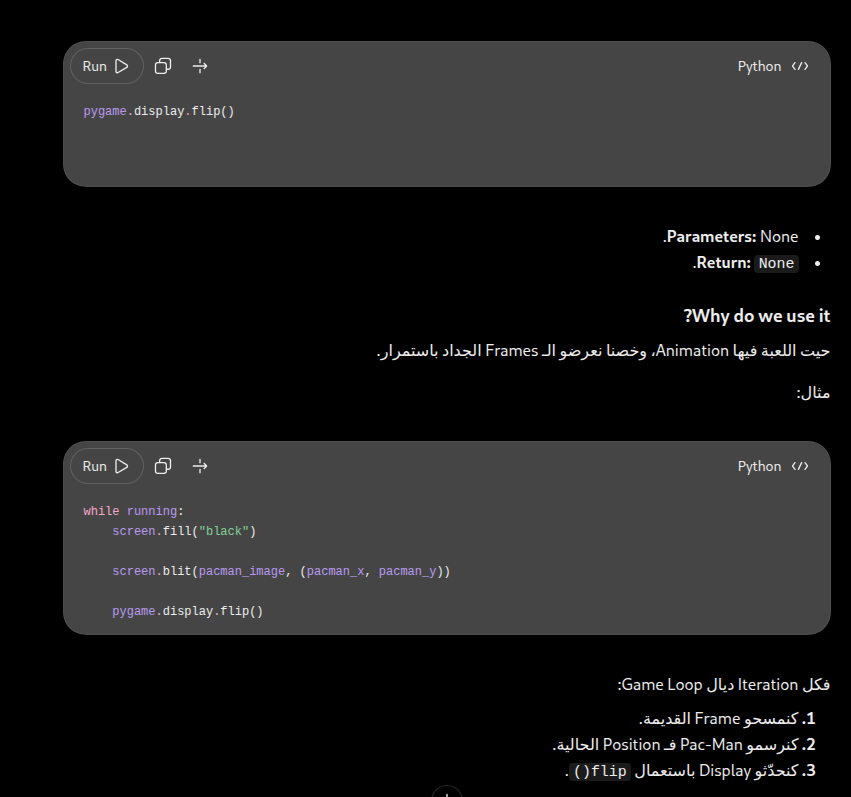 Run
Python
pygame.display.flip()
Parameters: None.
Return: None.
Why do we use it?
حيت اللعبة فيها Animation، وخصنا نعرضو الـ Frames الجداد باستمرار.
مثال:
Run
Python
while running:
    screen.fill("black")
    screen.blit(pacman_image, (pacman_x, pacman_y))
    pygame.display.flip()
فكل Iteration ديال Game Loop:
1. كنمسحو Frame القديمة.
2. كنرسمو Pac-Man فـ Position الحالية.
3. كنحدّثو Display باستعمال flip().